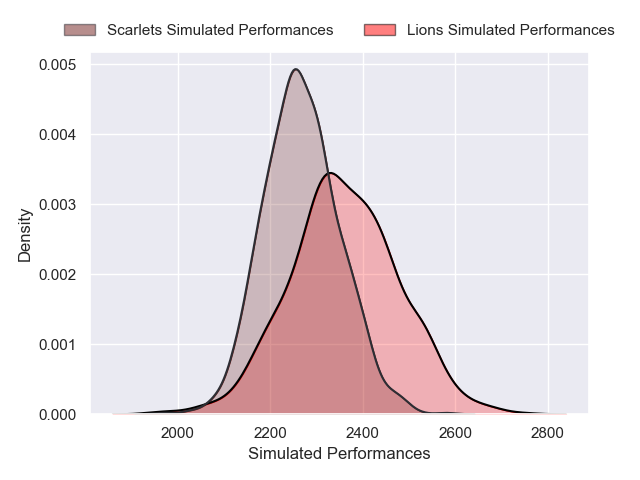 Scarlets Simulated Performances Lions Simulated Performances
0.005
0.004
0.003
0.002
0.001
0.000
Density
2000 2200 2400 2600 2800
Simulated Performances